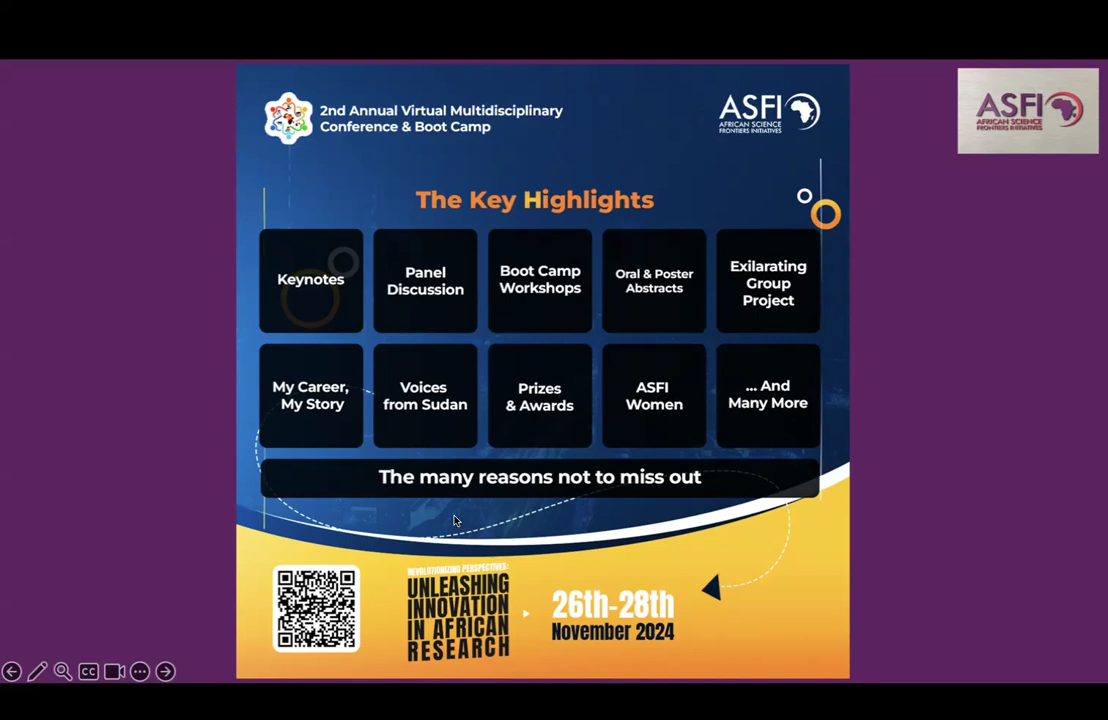 2nd Annual Virtual Multidisciplinary
Conference & Boot Camp
ASFI
AFRICAN SCIENCE
FRONTIERS INITIATIVES
ASFI
AFRICAN SCIENCE
FRONTIERS INITIATIVES
The Key Highlights
Keynotes
Panel
Discussion
Boot Camp
Workshops
Oral & Poster
Abstracts
Exilarating
Group
Project
My Career,
My Story
Voices
from Sudan
Prizes
& Awards
ASFI
Women
... And
Many More
The many reasons not to miss out
REVOLUTIONIZING PERSPECTIVES:
UNLEASHING
INNOVATION
IN AFRICAN
RESEARCH
26th-28th
November 2024
CC